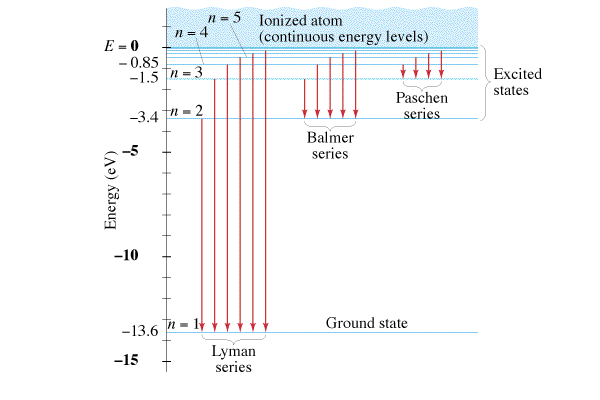 n = 5
Ionized atom
n = 4
(continuous energy levels)
E = 0
–0.85
n = 3
–1.5
Excited
states
Paschen
series
n = 2
–3.4
Balmer
series
–5
Energy (eV)
–10
n = 1
–13.6
Ground state
Lyman
series
–15